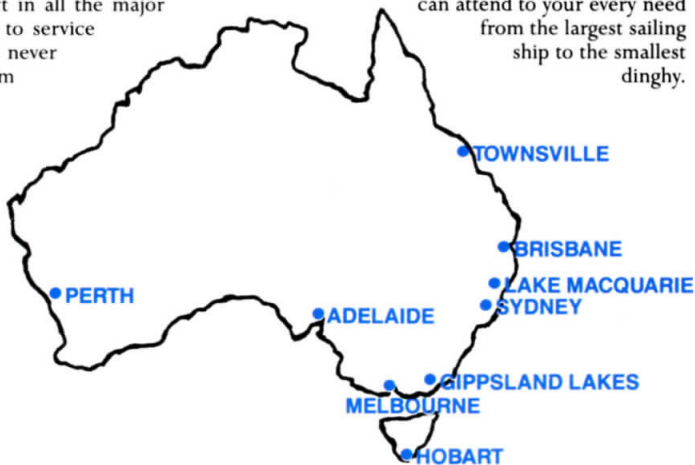 t in all the major
to service
never
m
can attend to your every need
from the largest sailing
ship to the smallest
dinghy.
TOWNSVILLE
BRISBANE
LAKE MACQUARIE
SYDNEY
PERTH
ADELAIDE
GIPPSLAND LAKES
MELBOURNE
HOBART